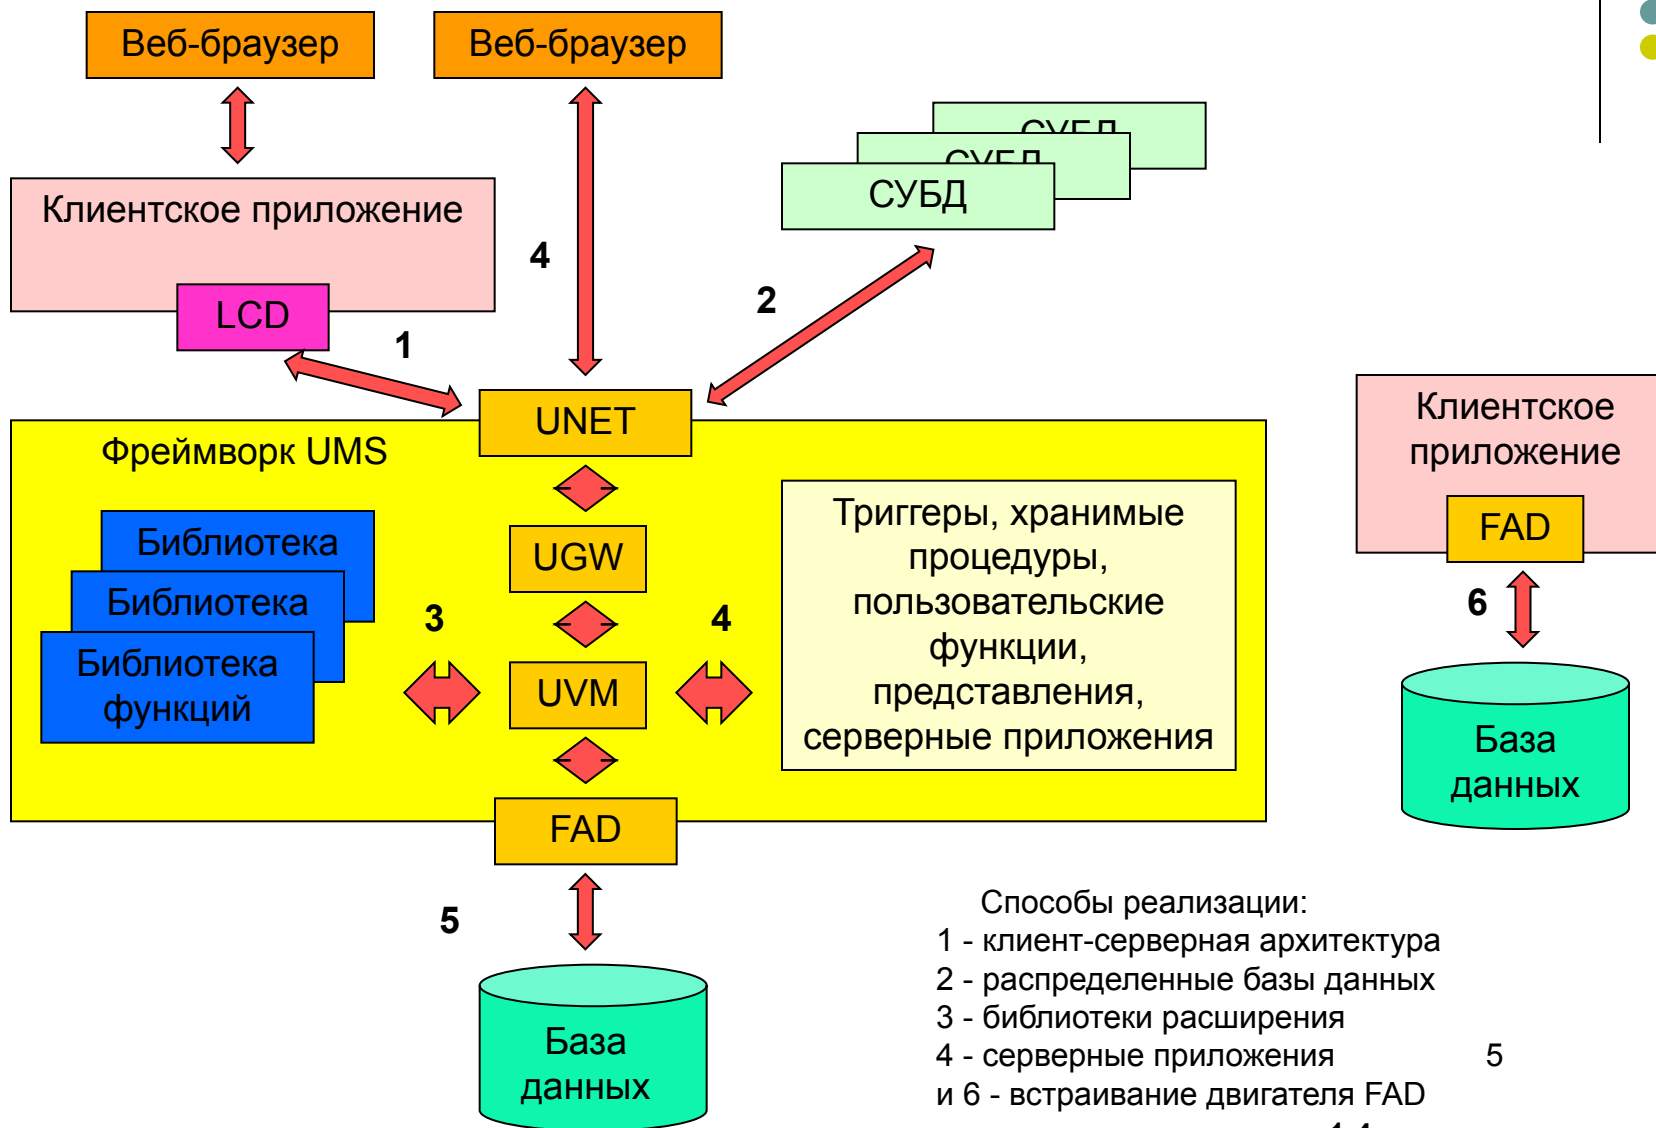 Веб-браузер
Веб-браузер
СУБД
СУБД
СУБД
Клиентское приложение
LCD
4
2
1
UNET
Фреймворк UMS
Клиентское
приложение
FAD
6
База
данных
Библиотека
Библиотека
Библиотека
функций
3
UGW
UVM
4
Триггеры, хранимые
процедуры,
пользовательские
функции,
представления,
серверные приложения
FAD
5
База
данных
Способы реализации:
1 - клиент-серверная архитектура
2 - распределенные базы данных
3 - библиотеки расширения
4 - серверные приложения 5
и 6 - встраивание двигателя FAD